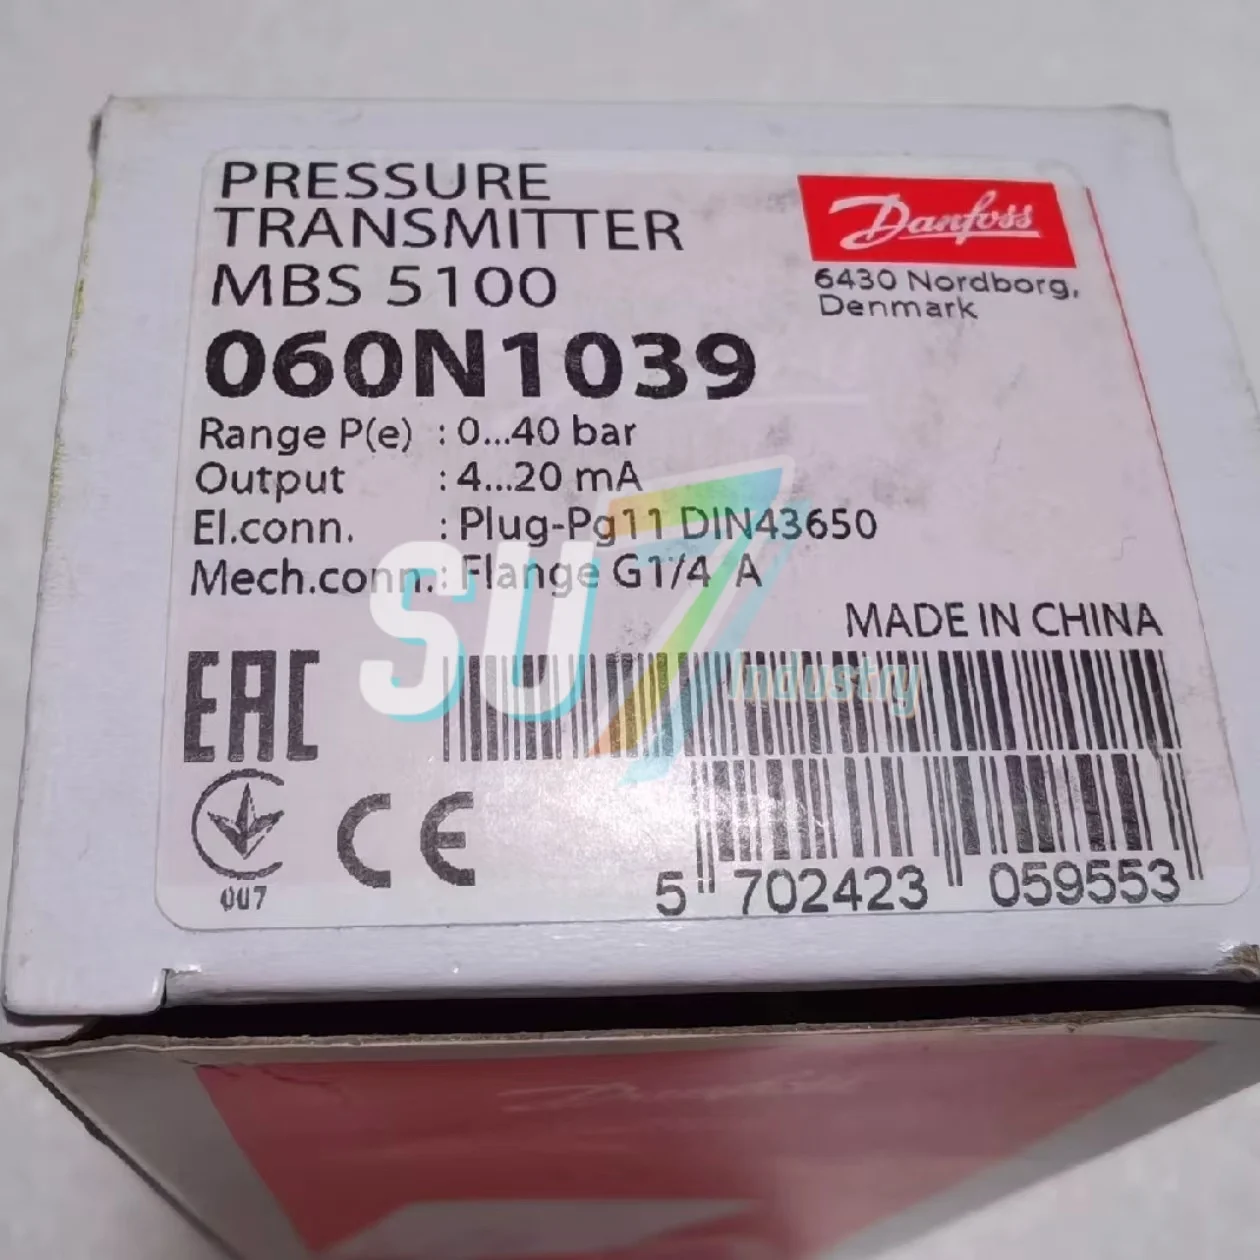 PRESSURE
TRANSMITTER
MBS 5100
060N1039
Range P(e) : 0...40 bar
Output : 4...20 mA
El.conn. : Plug-Pg11 DIN43650
Mech.conn. : Flange G1/4 A
Danfoss
6430 Nordborg,
Denmark
MADE IN CHINA
SU7
Industry
EAC
007
CE
5 702423 059553
Danfoss